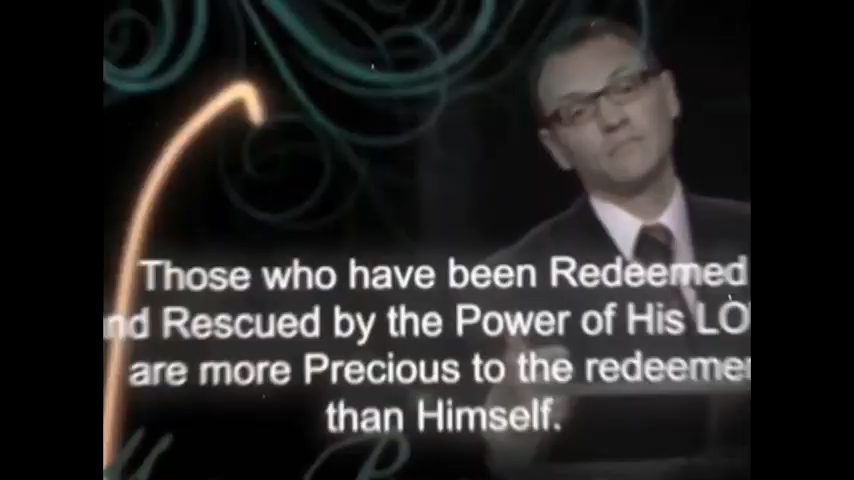 Those who have been Redeemed
nd Rescued by the Power of His LO
are more Precious to the redeemer
than Himself.